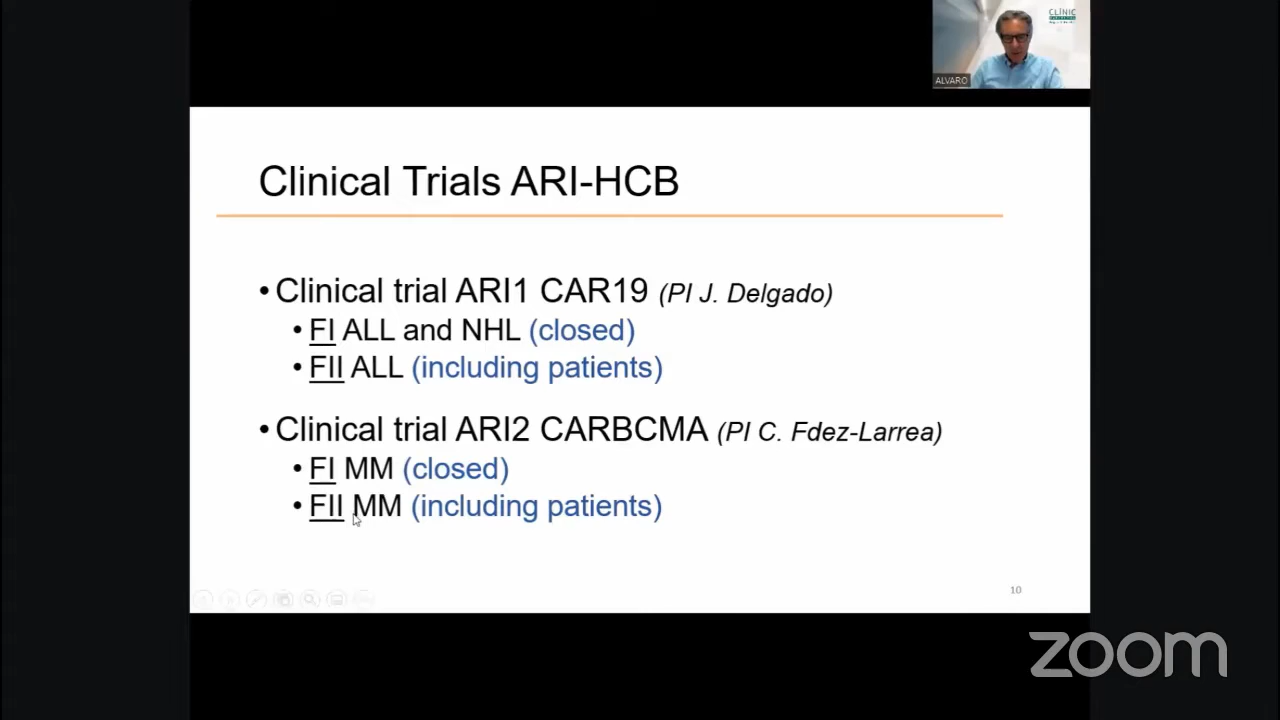 CLÍNIC
ALVARO
Clinical Trials ARI-HCB
• Clinical trial ARI1 CAR19 (PI J. Delgado)
• FI ALL and NHL (closed)
• FII ALL (including patients)
• Clinical trial ARI2 CARBCMA (PI C. Fdez-Larrea)
• FI MM (closed)
• FII MM (including patients)
10
zoom